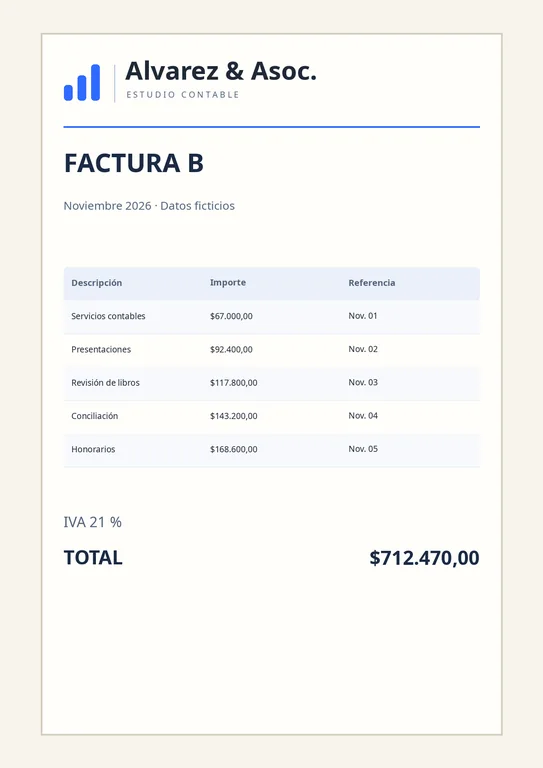 Alvarez & Asoc.
ESTUDIO CONTABLE
FACTURA B
Noviembre 2026 · Datos ficticios
Descripción Importe Referencia
Servicios contables $67.000,00 Nov. 01
Presentaciones $92.400,00 Nov. 02
Revisión de libros $117.800,00 Nov. 03
Conciliación $143.200,00 Nov. 04
Honorarios $168.600,00 Nov. 05
IVA 21 %
TOTAL $712.470,00